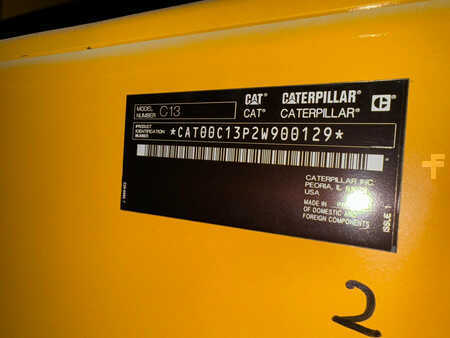 MODEL NUMBER C13
CAT CATERPILLAR C
CAT® CATERPILLAR®
PRODUCT IDENTIFICATION NUMBER *CAT00C13P2W900129*
CATERPILLAR INC.
PEORIA, IL
USA
MADE IN
OF DOMESTIC AND
FOREIGN COMPONENTS
ISSUE 1
F
2